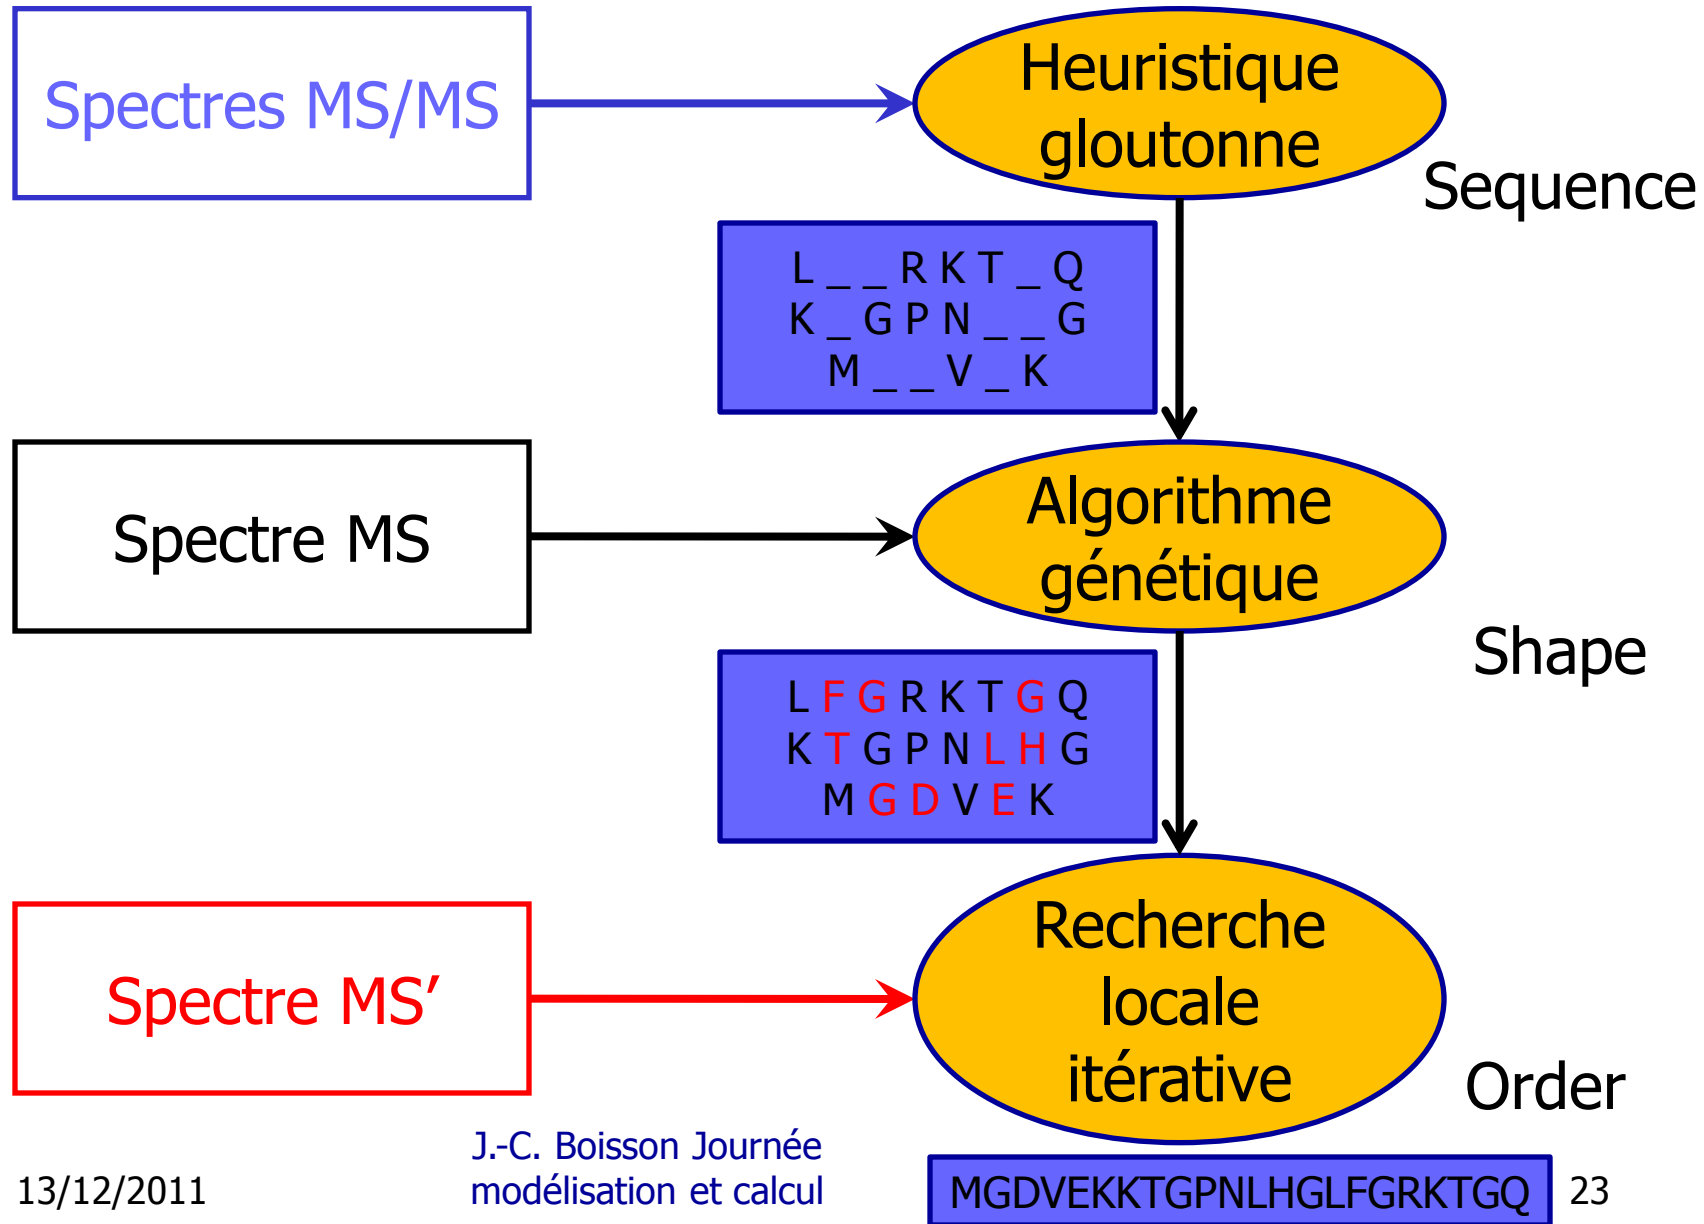 Spectres MS/MS
Heuristique
gloutonne
Sequence
L _ _ R K T _ Q
K _ G P N _ _ G
M _ _ V _ K
Spectre MS
Algorithme
génétique
Shape
L F G R K T G Q
K T G P N L H G
M G D V E K
Spectre MS’
Recherche
locale
itérative
Order
13/12/2011
J.-C. Boisson Journée
modélisation et calcul
MGDVEKKTGPNLHGLFGRKTGQ
23